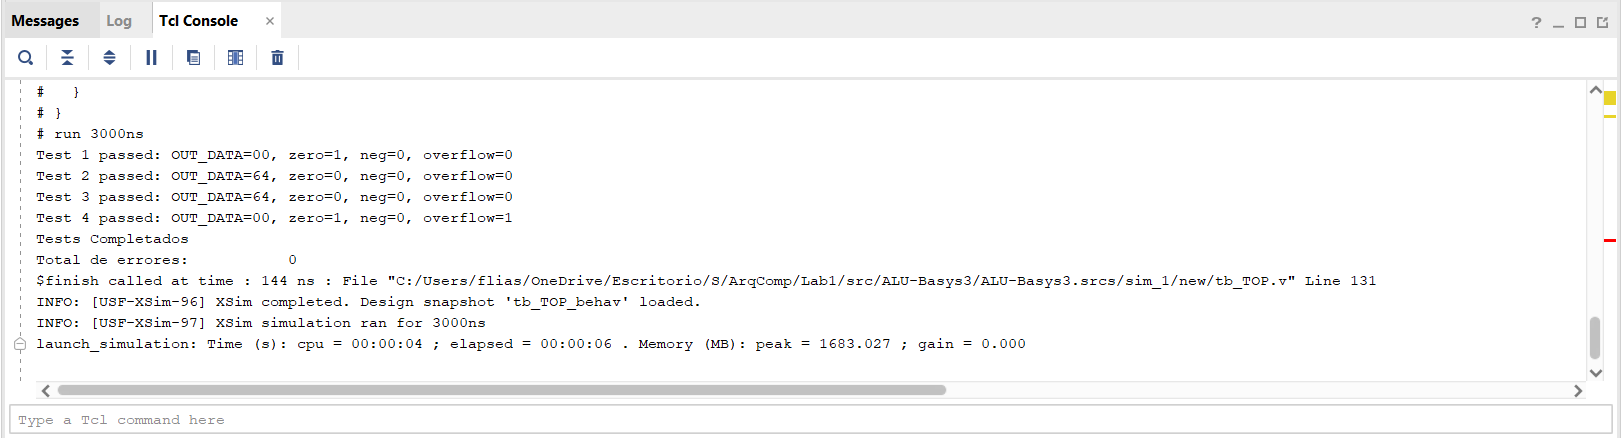 Messages Log Tcl Console ×
? _
#   }
# }
# run 3000ns
Test 1 passed: OUT_DATA=00, zero=1, neg=0, overflow=0
Test 2 passed: OUT_DATA=64, zero=0, neg=0, overflow=0
Test 3 passed: OUT_DATA=64, zero=0, neg=0, overflow=0
Test 4 passed: OUT_DATA=00, zero=1, neg=0, overflow=1
Tests Completados
Total de errores:           0
$finish called at time : 144 ns : File "C:/Users/flias/OneDrive/Escritorio/S/ArqComp/Lab1/src/ALU-Basys3/ALU-Basys3.srcs/sim_1/new/tb_TOP.v" Line 131
INFO: [USF-XSim-96] XSim completed. Design snapshot 'tb_TOP_behav' loaded.
INFO: [USF-XSim-97] XSim simulation ran for 3000ns
launch_simulation: Time (s): cpu = 00:00:04 ; elapsed = 00:00:06 . Memory (MB): peak = 1683.027 ; gain = 0.000
Type a Tcl command here